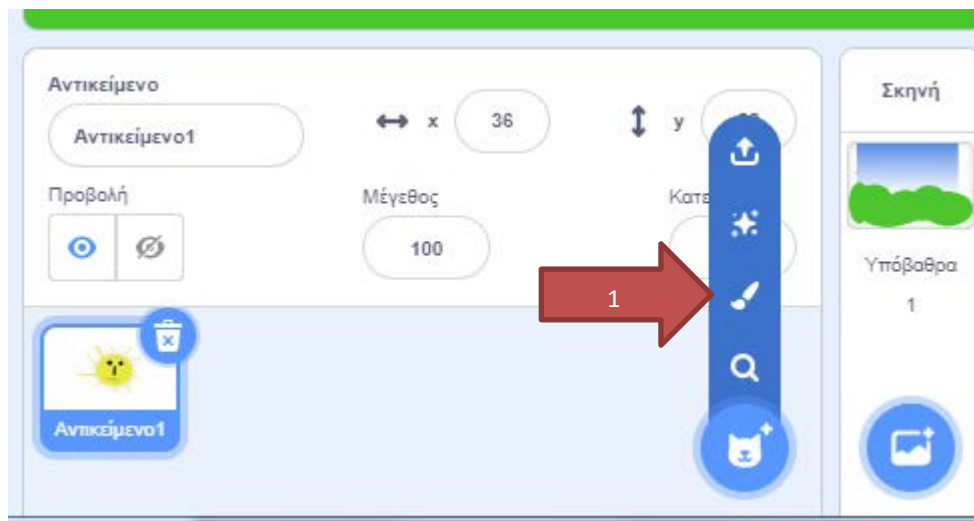 Αντικείμενο
Αντικείμενο1
x 36
y
Σκηνή
Προβολή
Μέγεθος
100
1
Υπόβαθρα
1
Αντικείμενο1